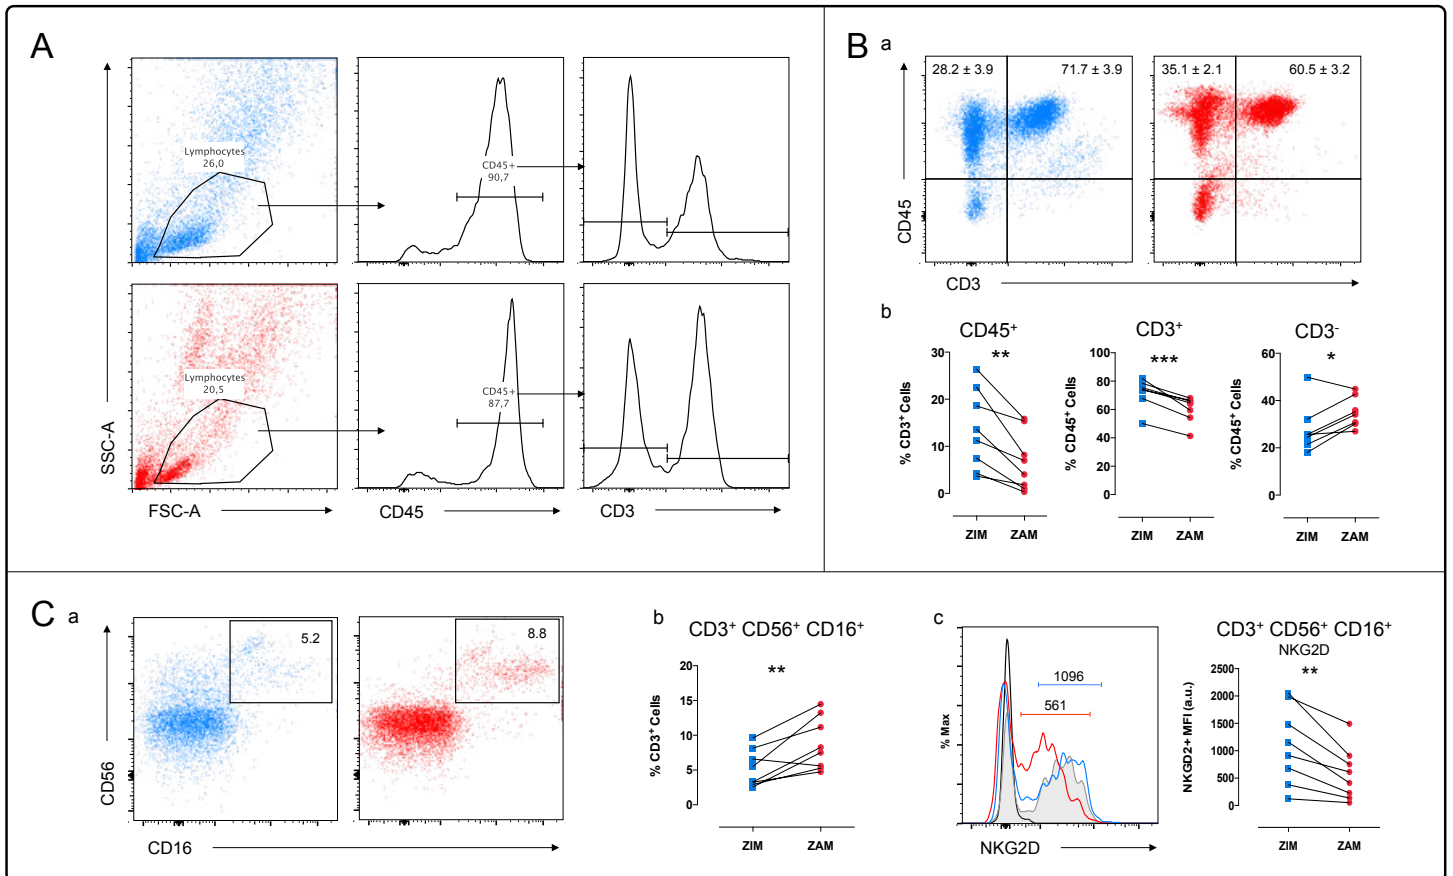 A
Lymphocytes
26,0
CD45+
90,7
Lymphocytes
20,5
CD45+
87,7
SSC-A
FSC-A
CD45
CD3
B
a
28.2 ± 3.9
71.7 ± 3.9
35.1 ± 2.1
60.5 ± 3.2
CD45
CD3
b
CD45+
**
% CD3+ Cells
30
20
10
0
ZIM
ZAM
CD3+
***
% CD45+ Cells
100
80
60
40
20
0
ZIM
ZAM
CD3-
*
% CD45+ Cells
60
40
20
0
ZIM
ZAM
C
a
5.2
8.8
CD56
CD16
b
CD3+ CD56+ CD16+
**
% CD3+ Cells
20
15
10
5
0
ZIM
ZAM
c
1096
561
% Max
NKG2D
CD3+ CD56+ CD16+
NKG2D
**
NKGD2+ MFI (a.u.)
2500
2000
1500
1000
500
0
ZIM
ZAM